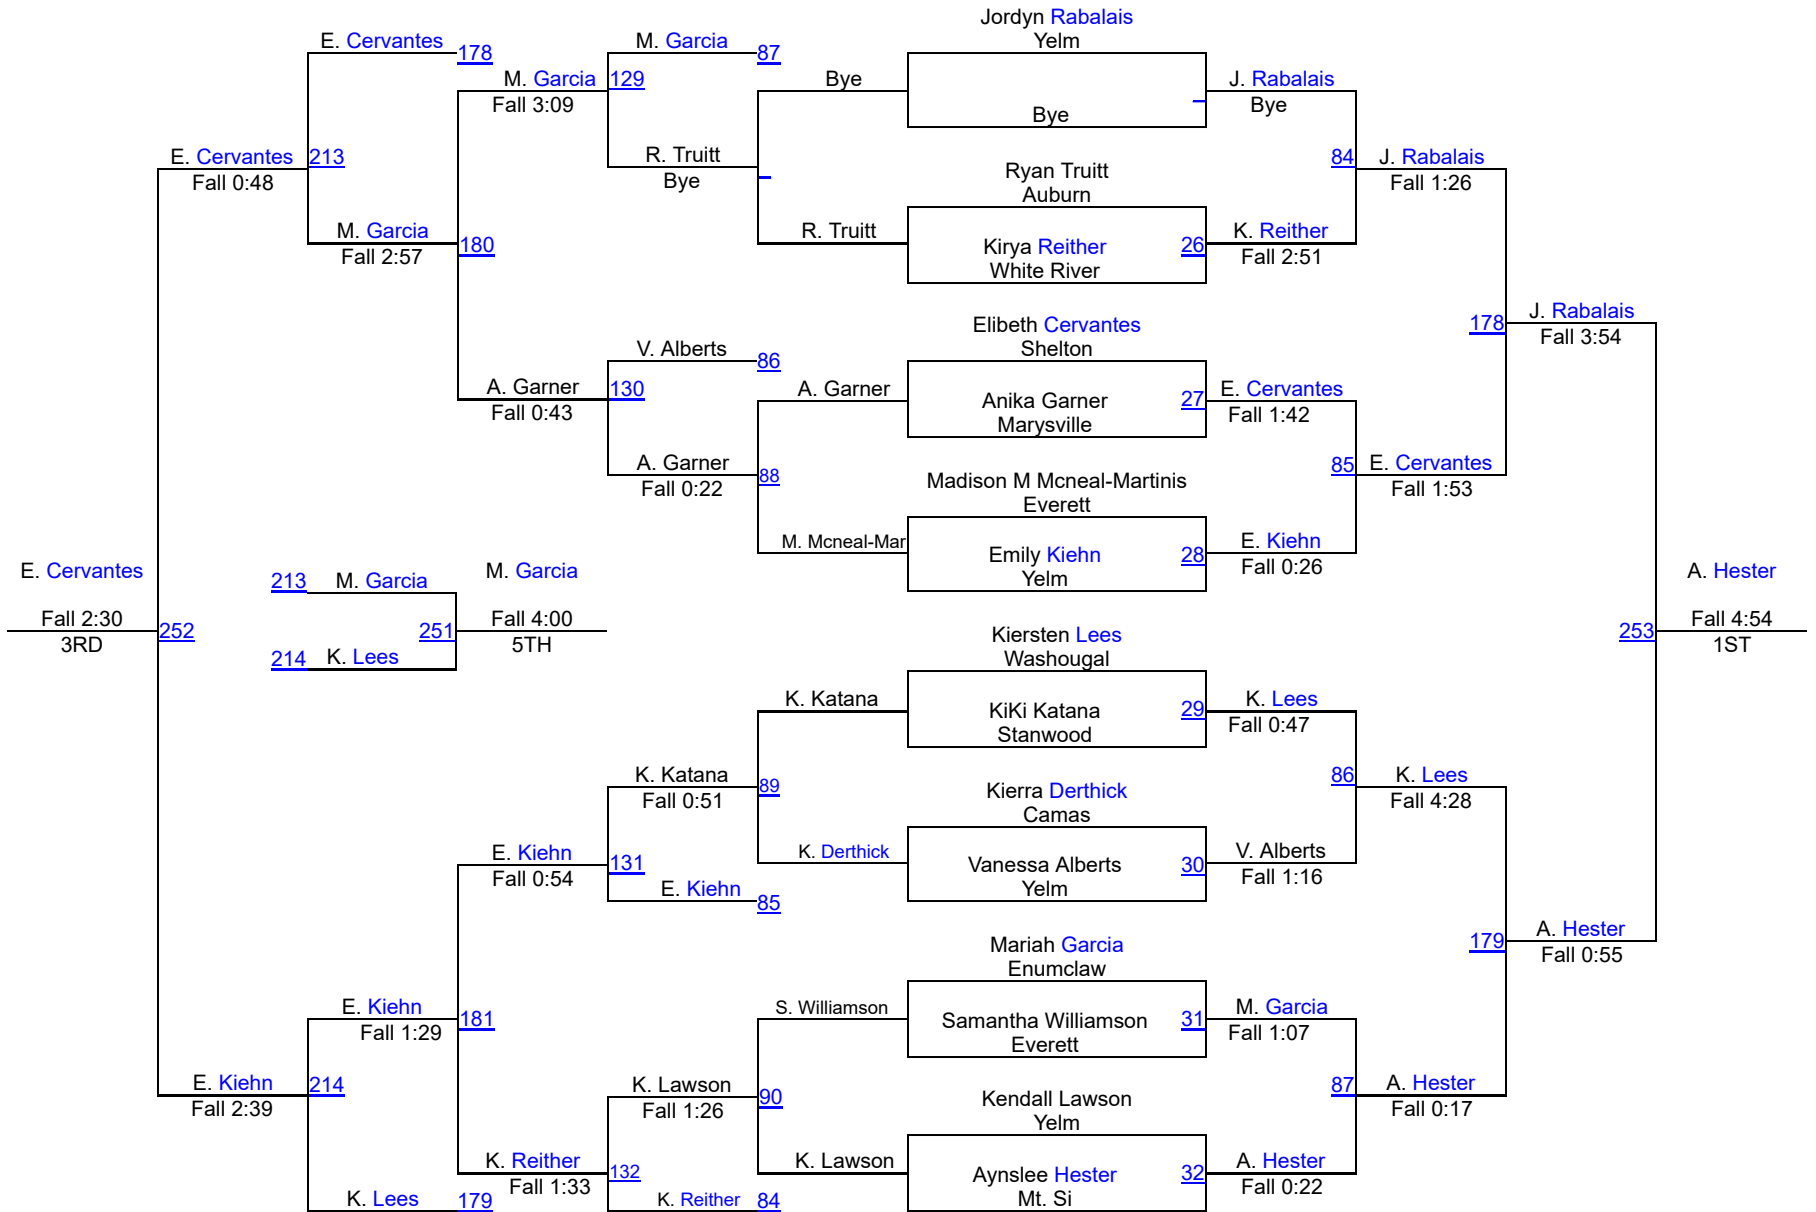 Jordyn Rabalais
E. Cervantes
M. Garcia
Yelm
178
87
M. Garcia
129
Bye
J. Rabalais
Fall 3:09
Bye
Bye
R. Truitt
E. Cervantes
213
84
J. Rabalais
Bye
Ryan Truitt
Fall 0:48
Fall 1:26
Auburn
M. Garcia
R. Truitt
K. Reither
180
Kirya Reither
26
Fall 2:57
Fall 2:51
White River
J. Rabalais
Elibeth Cervantes
178
Fall 3:54
V. Alberts
Shelton
86
A. Garner
130
A. Garner
E. Cervantes
Anika Garner
27
Fall 0:43
Fall 1:42
Marysville
A. Garner
85
E. Cervantes
88
Madison M Mcneal-Martinis
Fall 0:22
Fall 1:53
Everett
M. Mcneal-Mar
E. Kiehn
Emily Kiehn
28
Fall 0:26
E. Cervantes
213
M. Garcia
M. Garcia
Yelm
A. Hester
Fall 2:30
Fall 4:00
Fall 4:54
252
251
Kiersten Lees
253
3RD
5TH
1ST
214
K. Lees
Washougal
K. Katana
K. Lees
KiKi Katana
29
Fall 0:47
Stanwood
K. Katana
86
K. Lees
89
Kierra Derthick
Fall 0:51
Fall 4:28
Camas
E. Kiehn
131
K. Derthick
V. Alberts
Vanessa Alberts
30
Fall 0:54
Fall 1:16
E. Kiehn
Yelm
85
A. Hester
Mariah Garcia
179
Fall 0:55
Enumclaw
E. Kiehn
S. Williamson
M. Garcia
181
Samantha Williamson
31
Fall 1:29
Fall 1:07
Everett
E. Kiehn
214
K. Lawson
87
A. Hester
90
Kendall Lawson
Fall 2:39
Fall 1:26
Fall 0:17
Yelm
K. Reither
132
K. Lawson
A. Hester
Aynslee Hester
32
Fall 1:33
Fall 0:22
K. Lees
179
K. Reither
84
Mt. Si